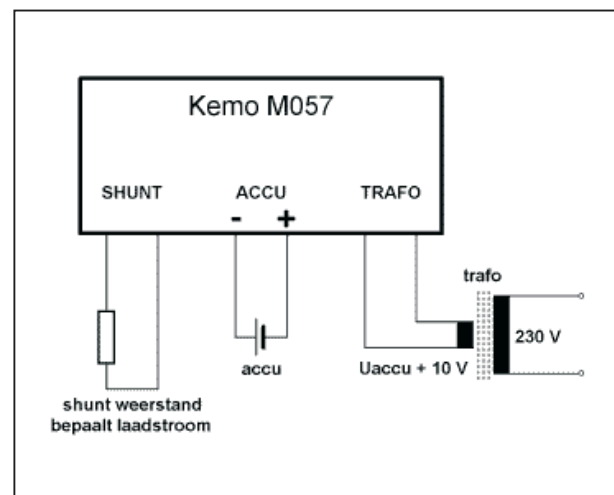 Kemo M057
SHUNT ACCU TRAFO
- +
trafo
230 V
accu
Uaccu + 10 V
shunt weerstand
bepaalt laadstroom